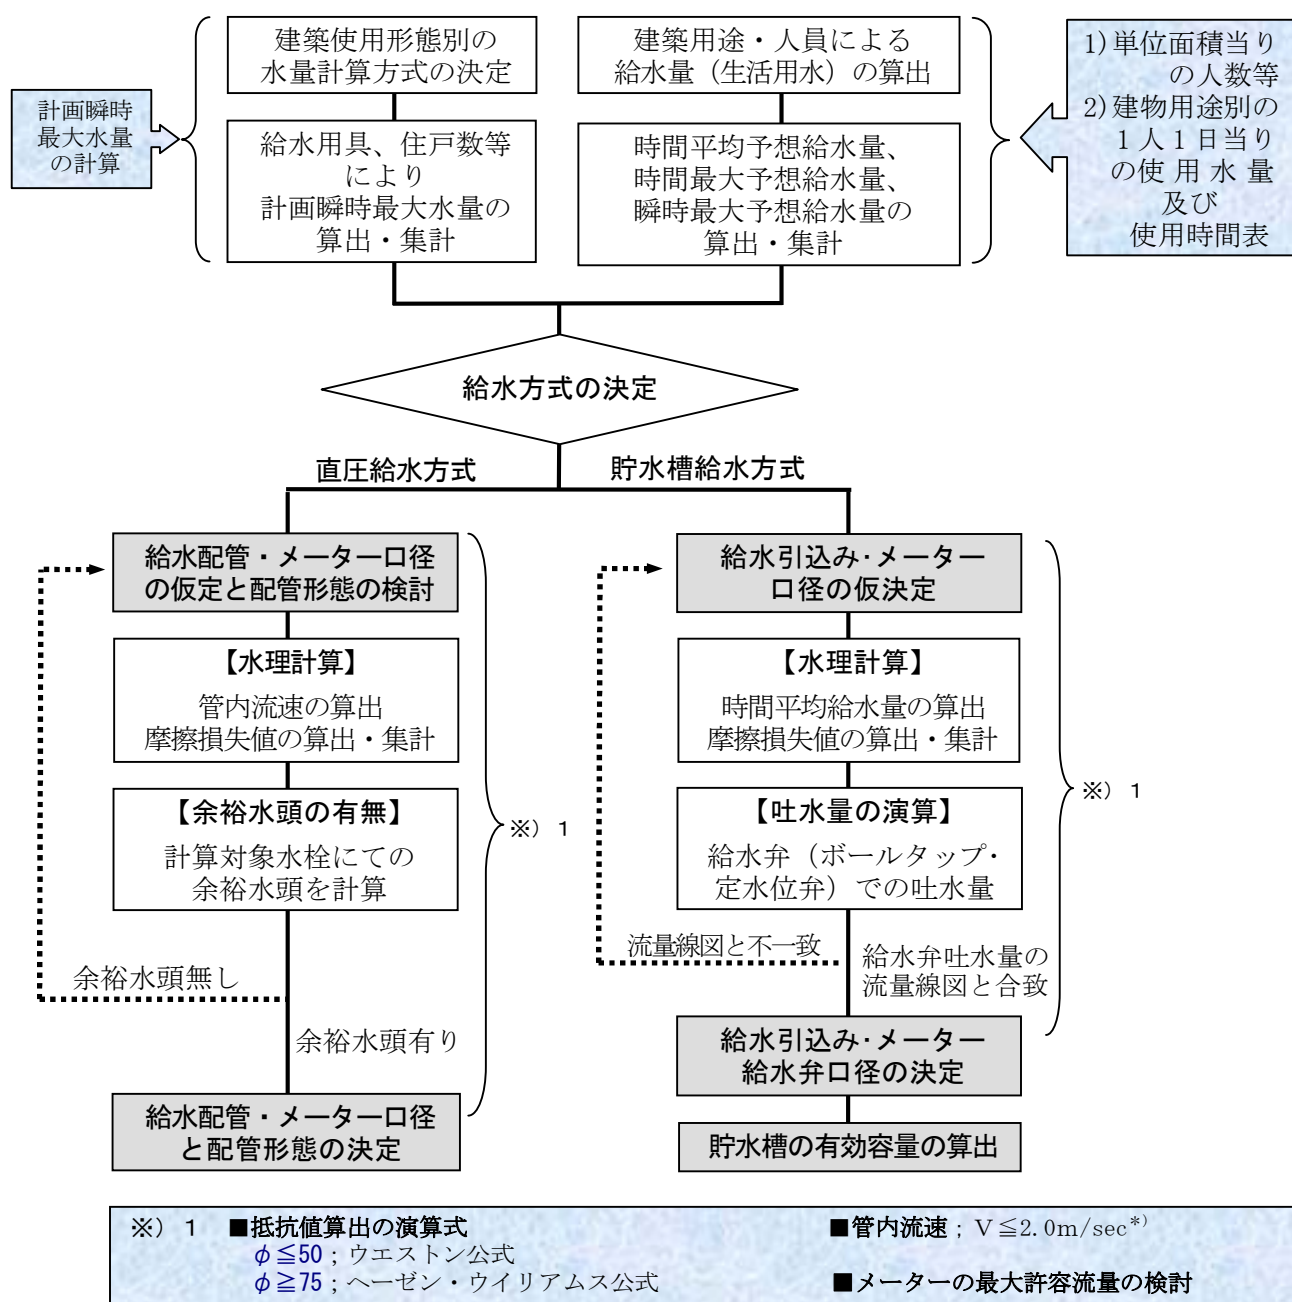 建築使用形態別の
水量計算方式の決定
建築用途・人員による
給水量（生活用水）の算出
1)単位面積当り
の人数等
2)建物用途別の
1人1日当り
の使用水量
及び
使用時間表
計画瞬時
最大水量
の計算
給水用具、住戸数等
により
計画瞬時最大水量の
算出・集計
時間平均予想給水量、
時間最大予想給水量、
瞬時最大予想給水量の
算出・集計
給水方式の決定
直圧給水方式
貯水槽給水方式
給水配管・メーター口径
の仮定と配管形態の検討
【水理計算】
管内流速の算出
摩擦損失値の算出・集計
【余裕水頭の有無】
計算対象水栓にての
余裕水頭を計算
※）1
余裕水頭無し
余裕水頭有り
給水配管・メーター口径
と配管形態の決定
給水引込み･メーター
口径の仮決定
【水理計算】
時間平均給水量の算出
摩擦損失値の算出・集計
【吐水量の演算】
給水弁（ボールタップ・
定水位弁）での吐水量
※）1
流量線図と不一致
給水弁吐水量の
流量線図と合致
給水引込み･メーター
給水弁口径の決定
貯水槽の有効容量の算出
※）1 ■抵抗値算出の演算式
φ≦50；ウエストン公式
φ≧75；ヘーゼン・ウイリアムス公式
■管内流速；V≦2.0m/sec*)
■メーターの最大許容流量の検討